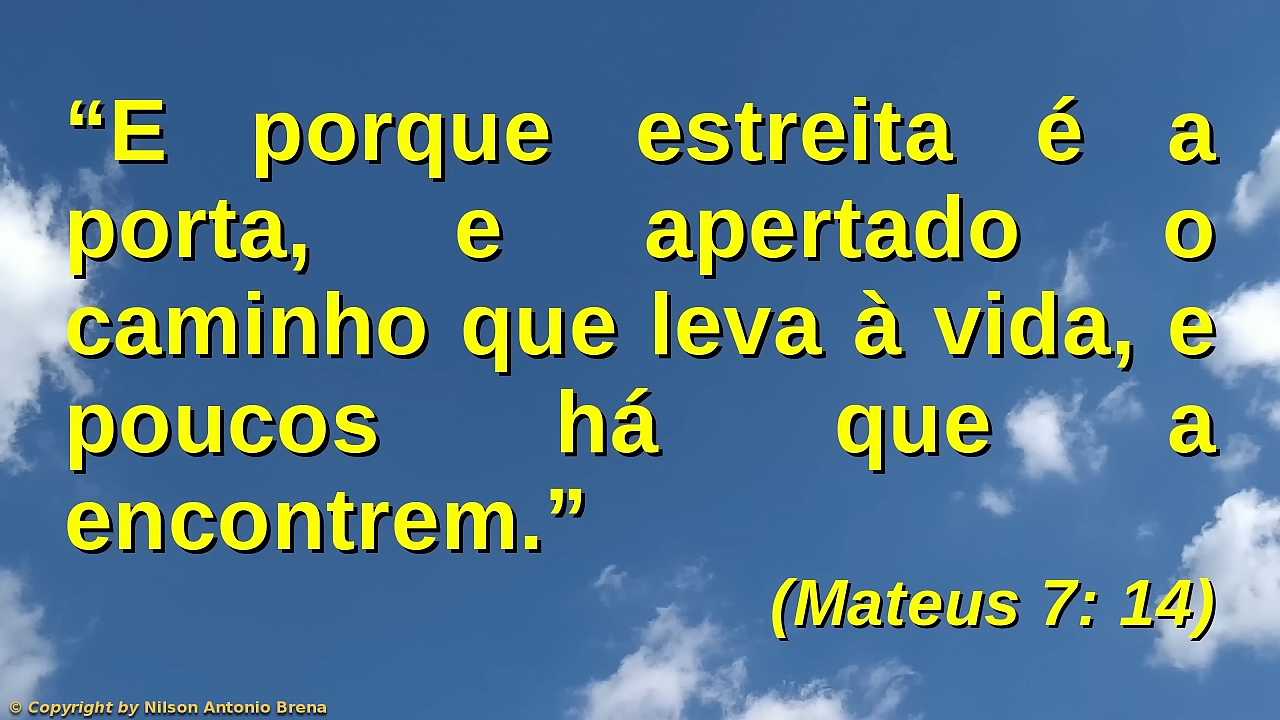 “E porque estreita é a
porta, e apertado o
caminho que leva à vida, e
poucos há que a
encontrem.”
(Mateus 7: 14)
© Copyright by Nilson Antonio Brena